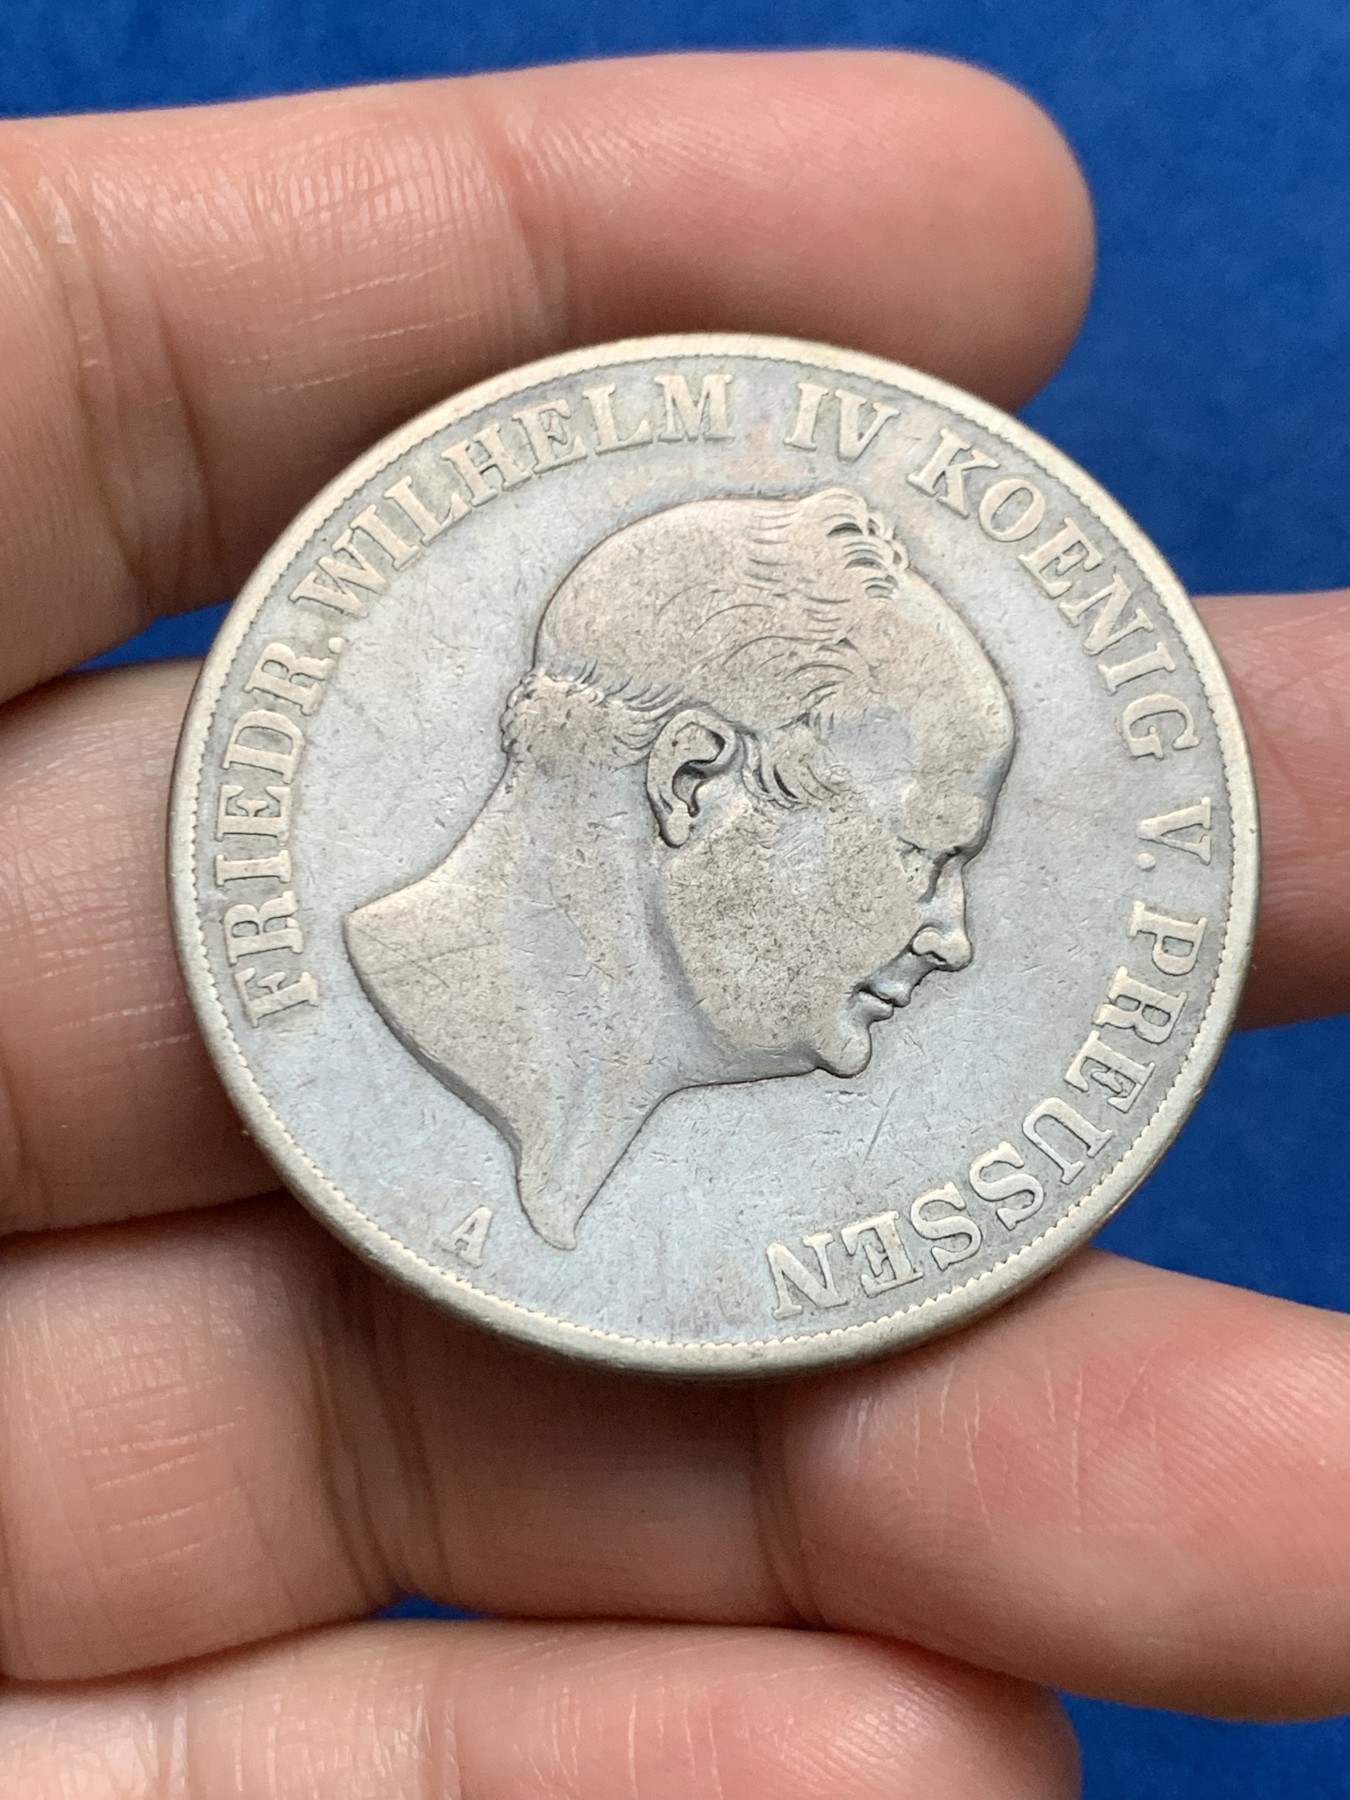 FRIEDR. WILHELM IV KOENIG V. PREUSSEN
A